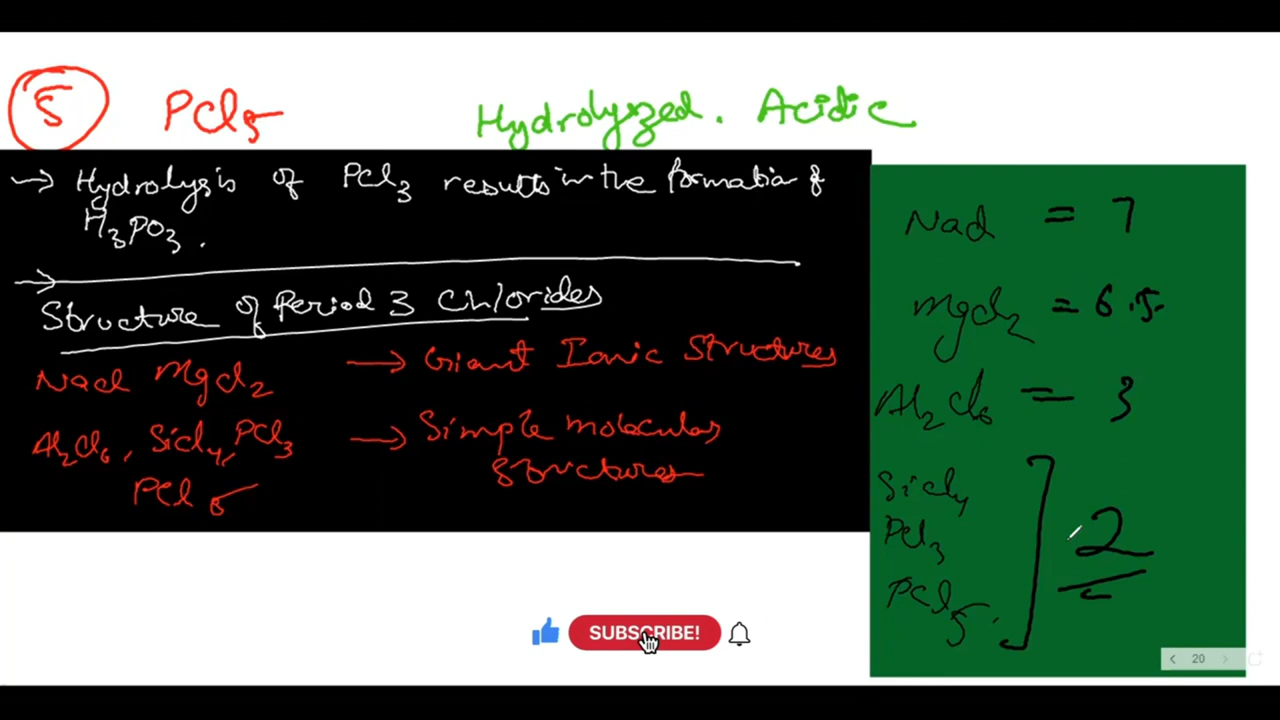 5 PCl5 Hydrolyzed. Acidic
→ Hydrolysis of PCl3 results in the formation of
H3PO3.
→
Structure of Period 3 Chlorides
NaCl MgCl2 → Giant Ionic Structures
Al2Cl6, SiCl4, PCl3 → Simple molecular
PCl5 structures
NaCl = 7
MgCl2 = 6.5
Al2Cl6 = 3
SiCl4
PCl3 ] 2
PCl5.
SUBSCRIBE!
< 20 >